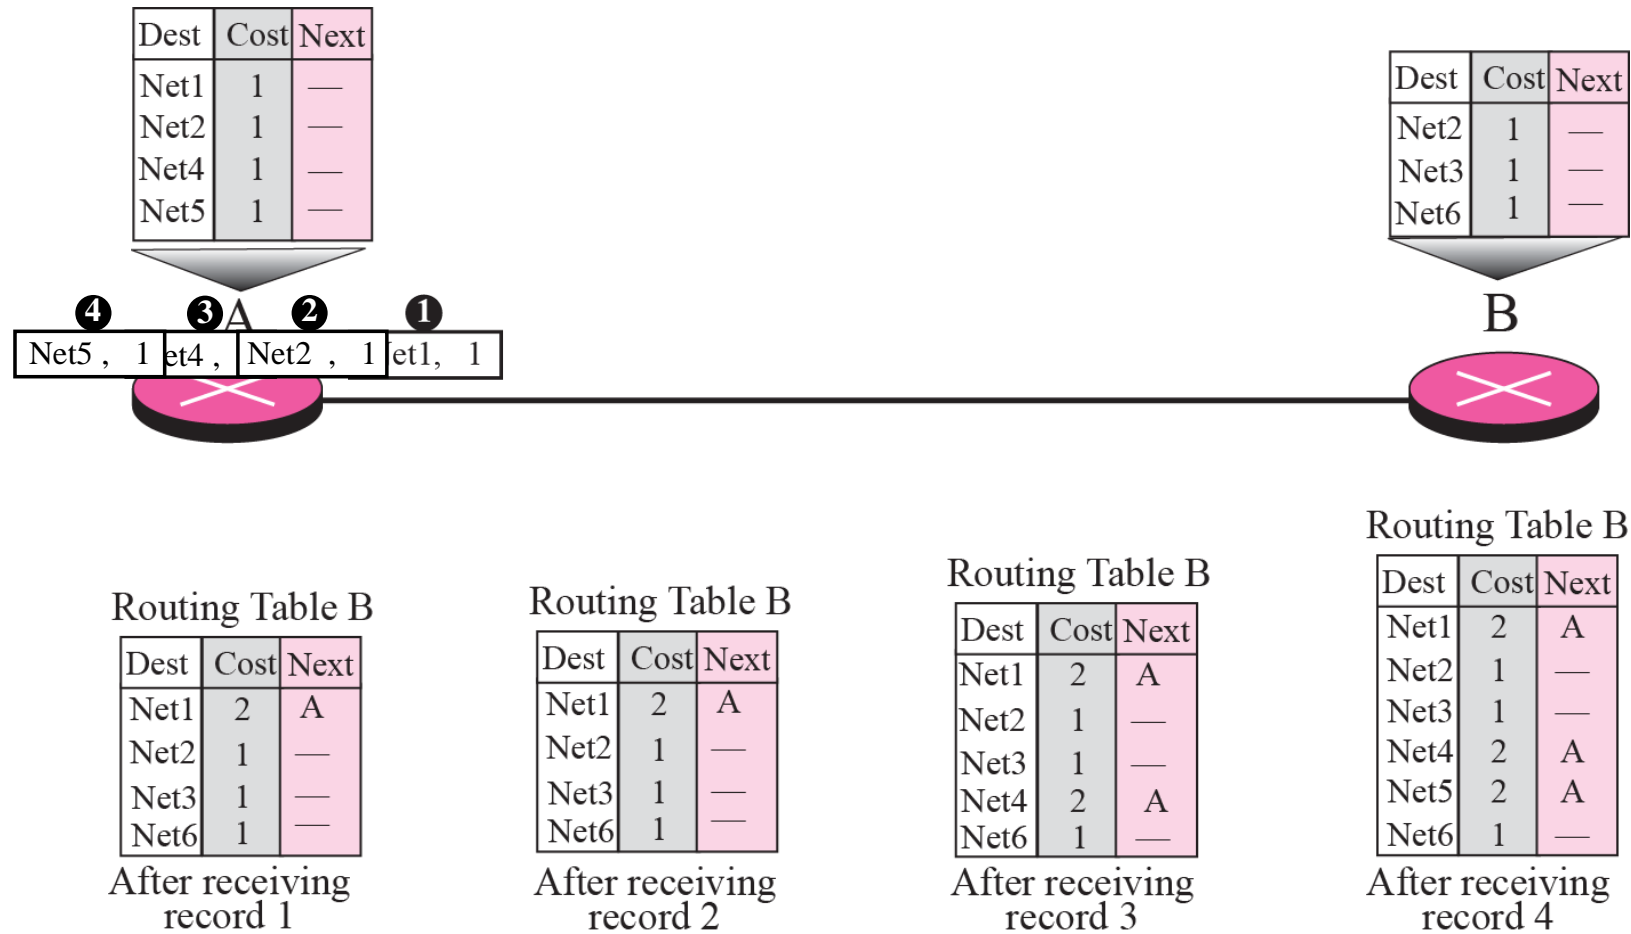 Dest Cost Next
Net1 1 —
Net2 1 —
Net4 1 —
Net5 1 —
Dest Cost Next
Net2 1 —
Net3 1 —
Net6 1 —
4 3 2 1
A
B
Net5 , 1
et4 ,
Net2 , 1
et1, 1
Routing Table B
Dest Cost Next
Net1 2 A
Net2 1 —
Net3 1 —
Net6 1 —
After receiving
record 1
Routing Table B
Dest Cost Next
Net1 2 A
Net2 1 —
Net3 1 —
Net6 1 —
After receiving
record 2
Routing Table B
Dest Cost Next
Net1 2 A
Net2 1 —
Net3 1 —
Net4 2 A
Net6 1 —
After receiving
record 3
Routing Table B
Dest Cost Next
Net1 2 A
Net2 1 —
Net3 1 —
Net4 2 A
Net5 2 A
Net6 1 —
After receiving
record 4